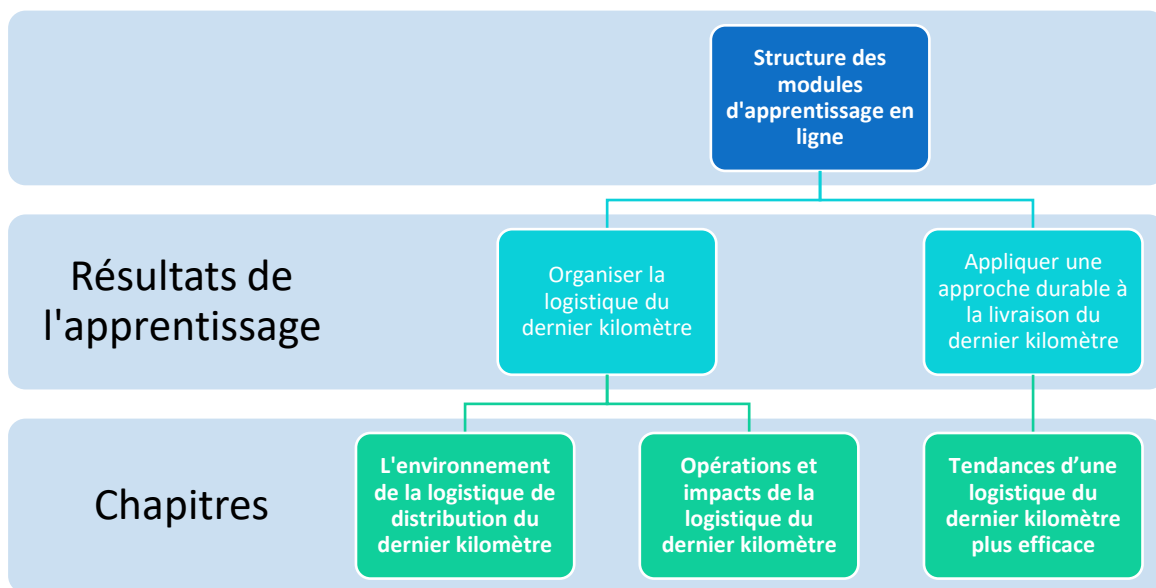 Structure des
modules
d'apprentissage en
ligne
Résultats de
l'apprentissage
Organiser la
logistique du
dernier kilomètre
Appliquer une
approche durable à
la livraison du
dernier kilomètre
Chapitres
L'environnement
de la logistique de
distribution du
dernier kilomètre
Opérations et
impacts de la
logistique du
dernier kilomètre
Tendances d’une
logistique du
dernier kilomètre
plus efficace